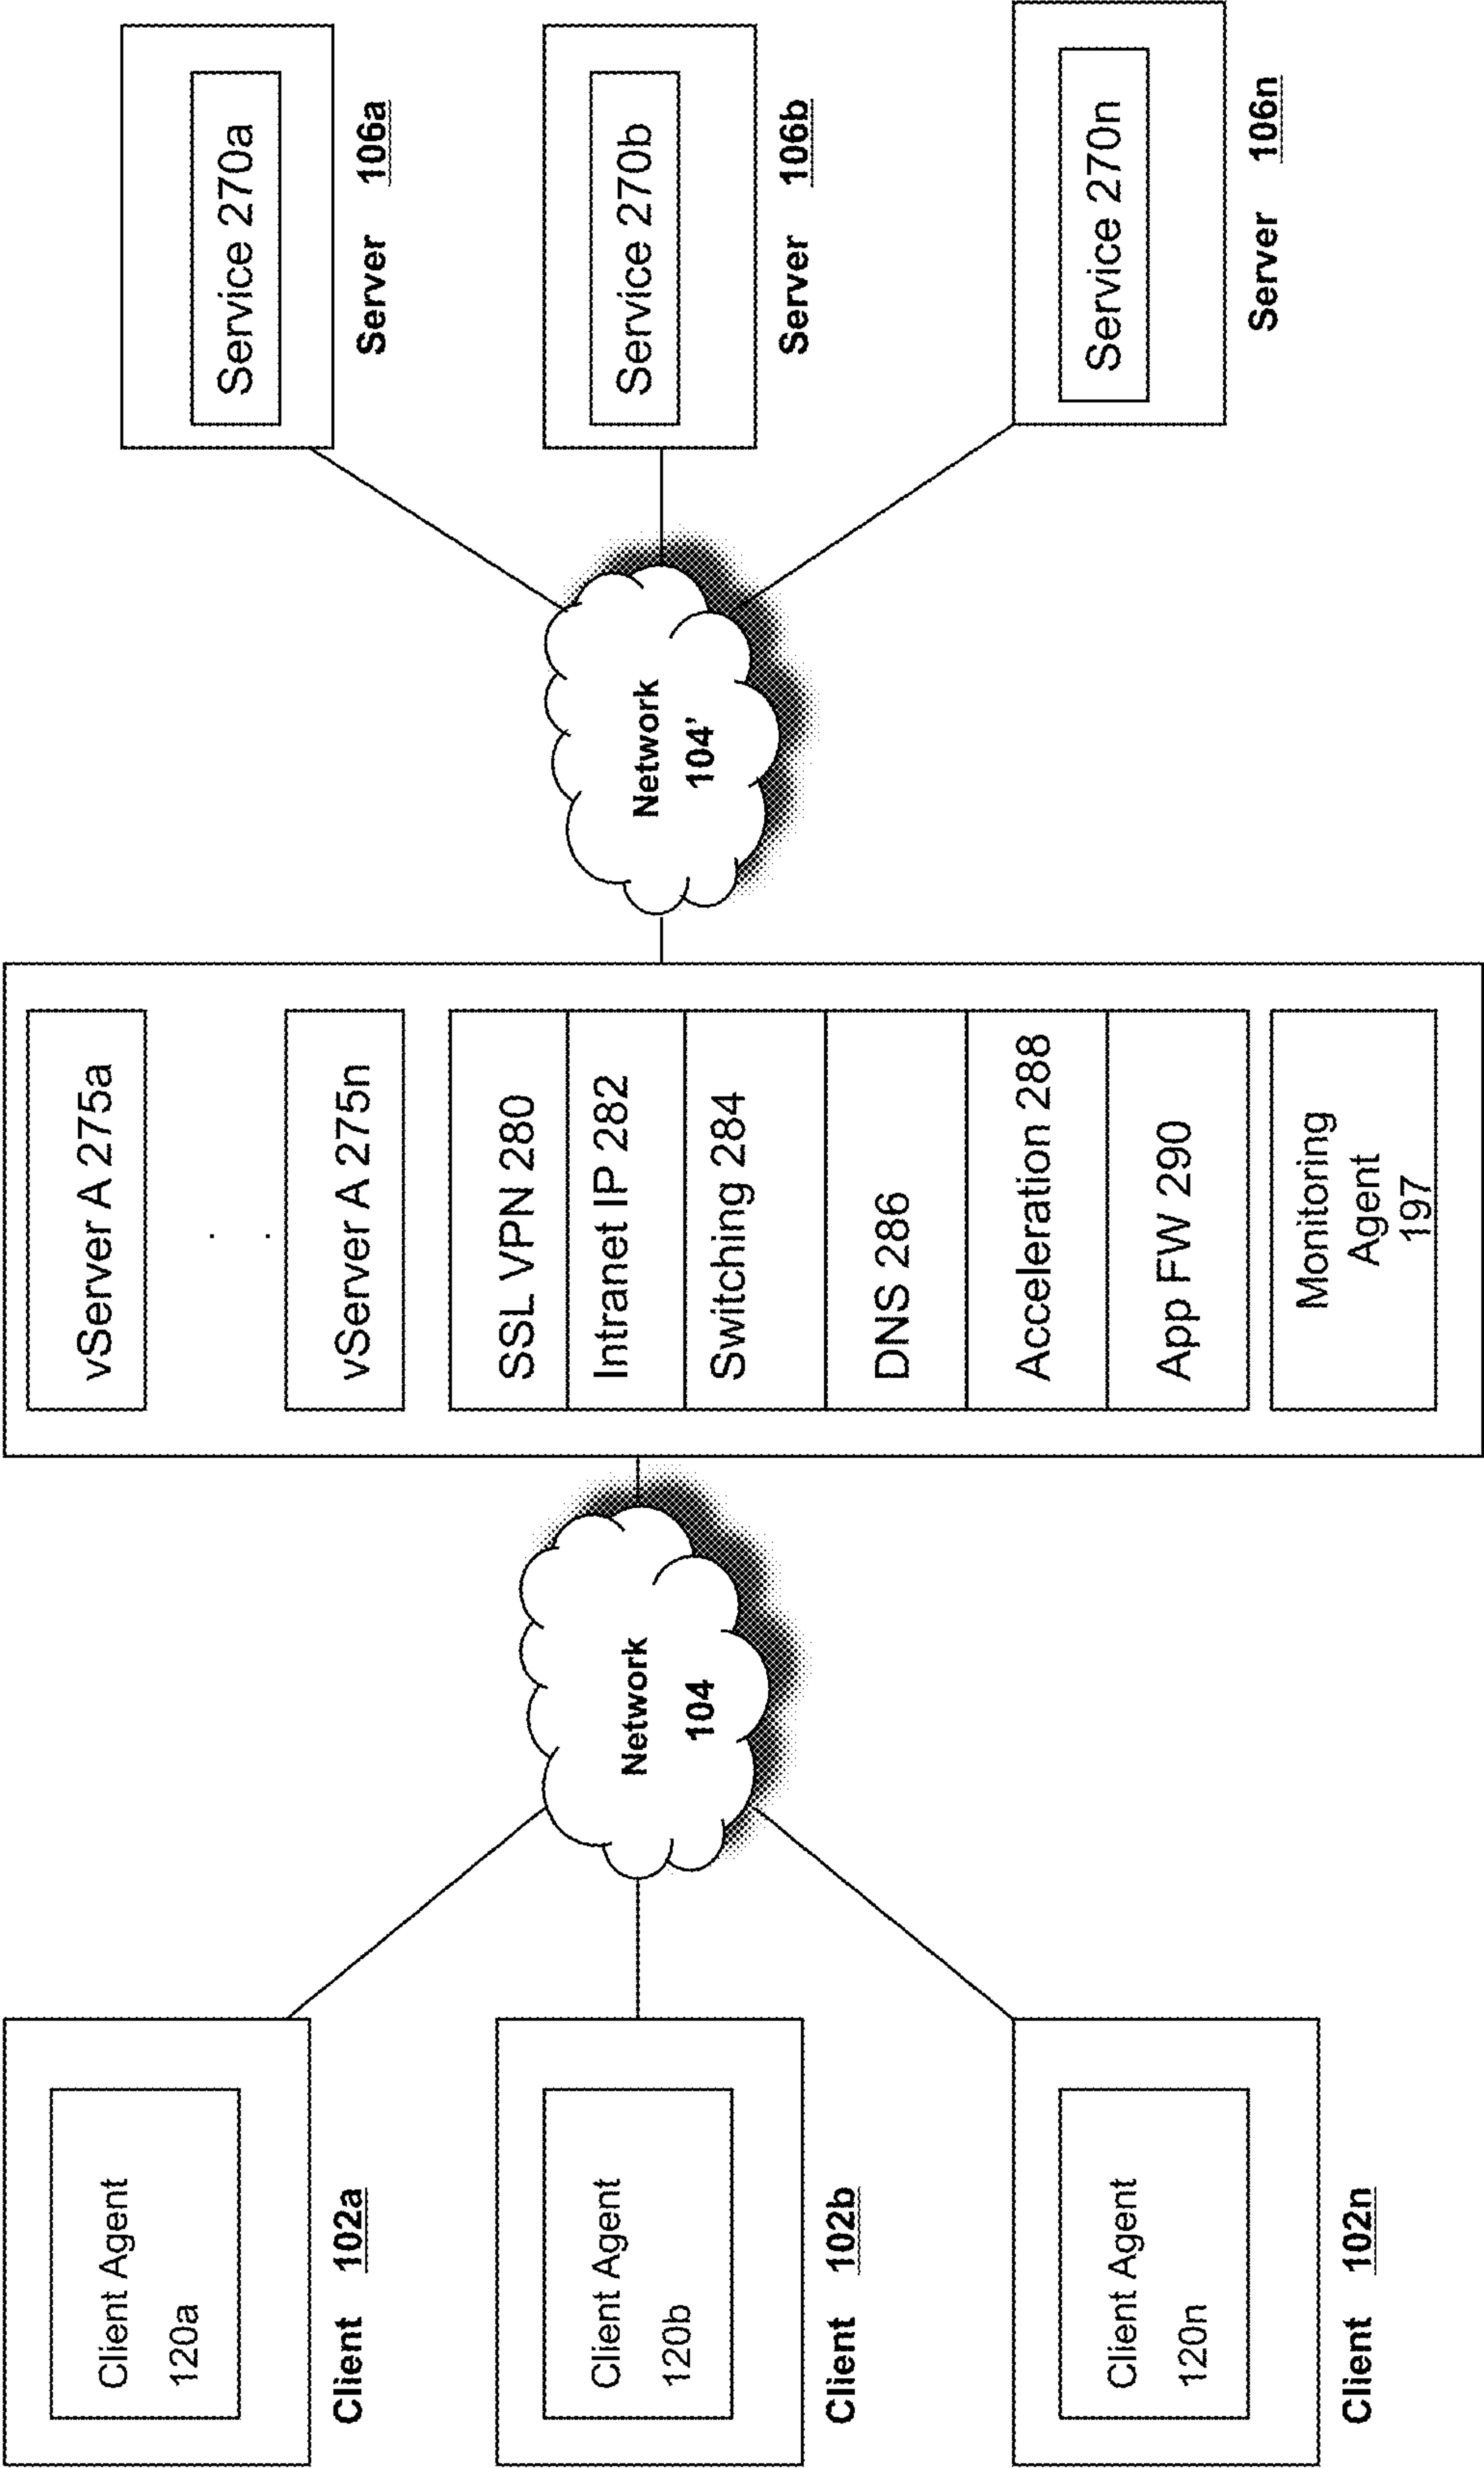 Client Agent
120a
Client 102a
Client Agent
120b
Client 102b
Client Agent
120n
Client 102n
Network
104
vServer A 275a
vServer A 275n
SSL VPN 280
Intranet IP 282
Switching 284
DNS 286
Acceleration 288
App FW 290
Monitoring
Agent
197
Network
104'
Service 270a
Server 106a
Service 270b
Server 106b
Service 270n
Server 106n